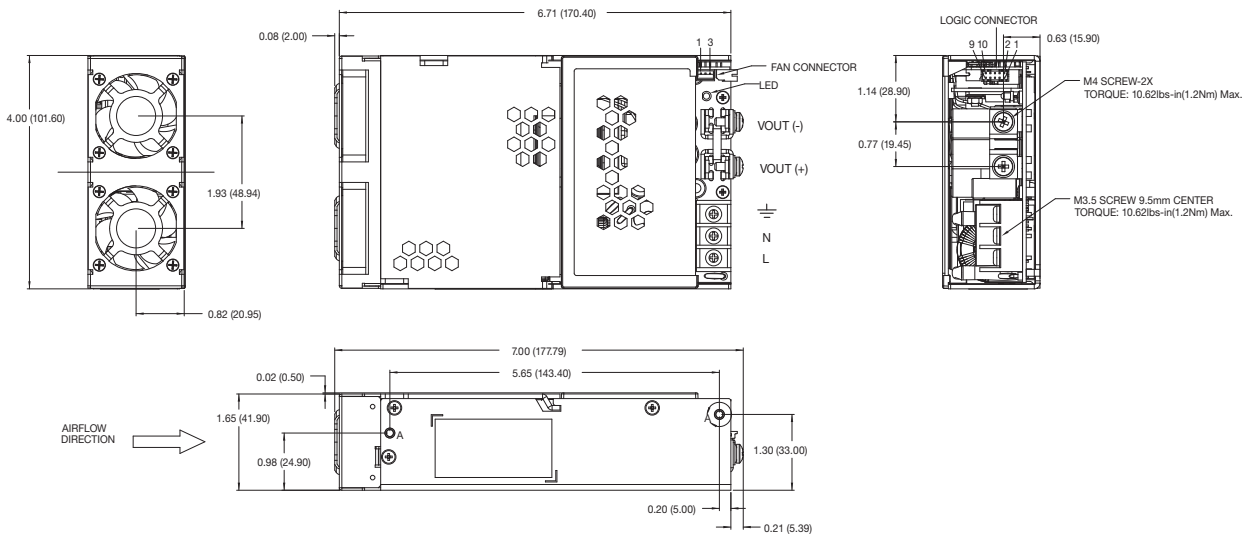 6.71 (170.40)
0.08 (2.00)
4.00 (101.60)
1.93 (48.94)
0.82 (20.95)
1 3
FAN CONNECTOR
LED
VOUT (-)
VOUT (+)
N
L
LOGIC CONNECTOR
0.63 (15.90)
9 10
2 1
1.14 (28.90)
0.77 (19.45)
M4 SCREW-2X
TORQUE: 10.62lbs-in(1.2Nm) Max.
M3.5 SCREW 9.5mm CENTER
TORQUE: 10.62lbs-in(1.2Nm) Max.
7.00 (177.79)
5.65 (143.40)
0.02 (0.50)
1.65 (41.90)
AIRFLOW
DIRECTION
0.98 (24.90)
A
A
1.30 (33.00)
0.20 (5.00)
0.21 (5.39)